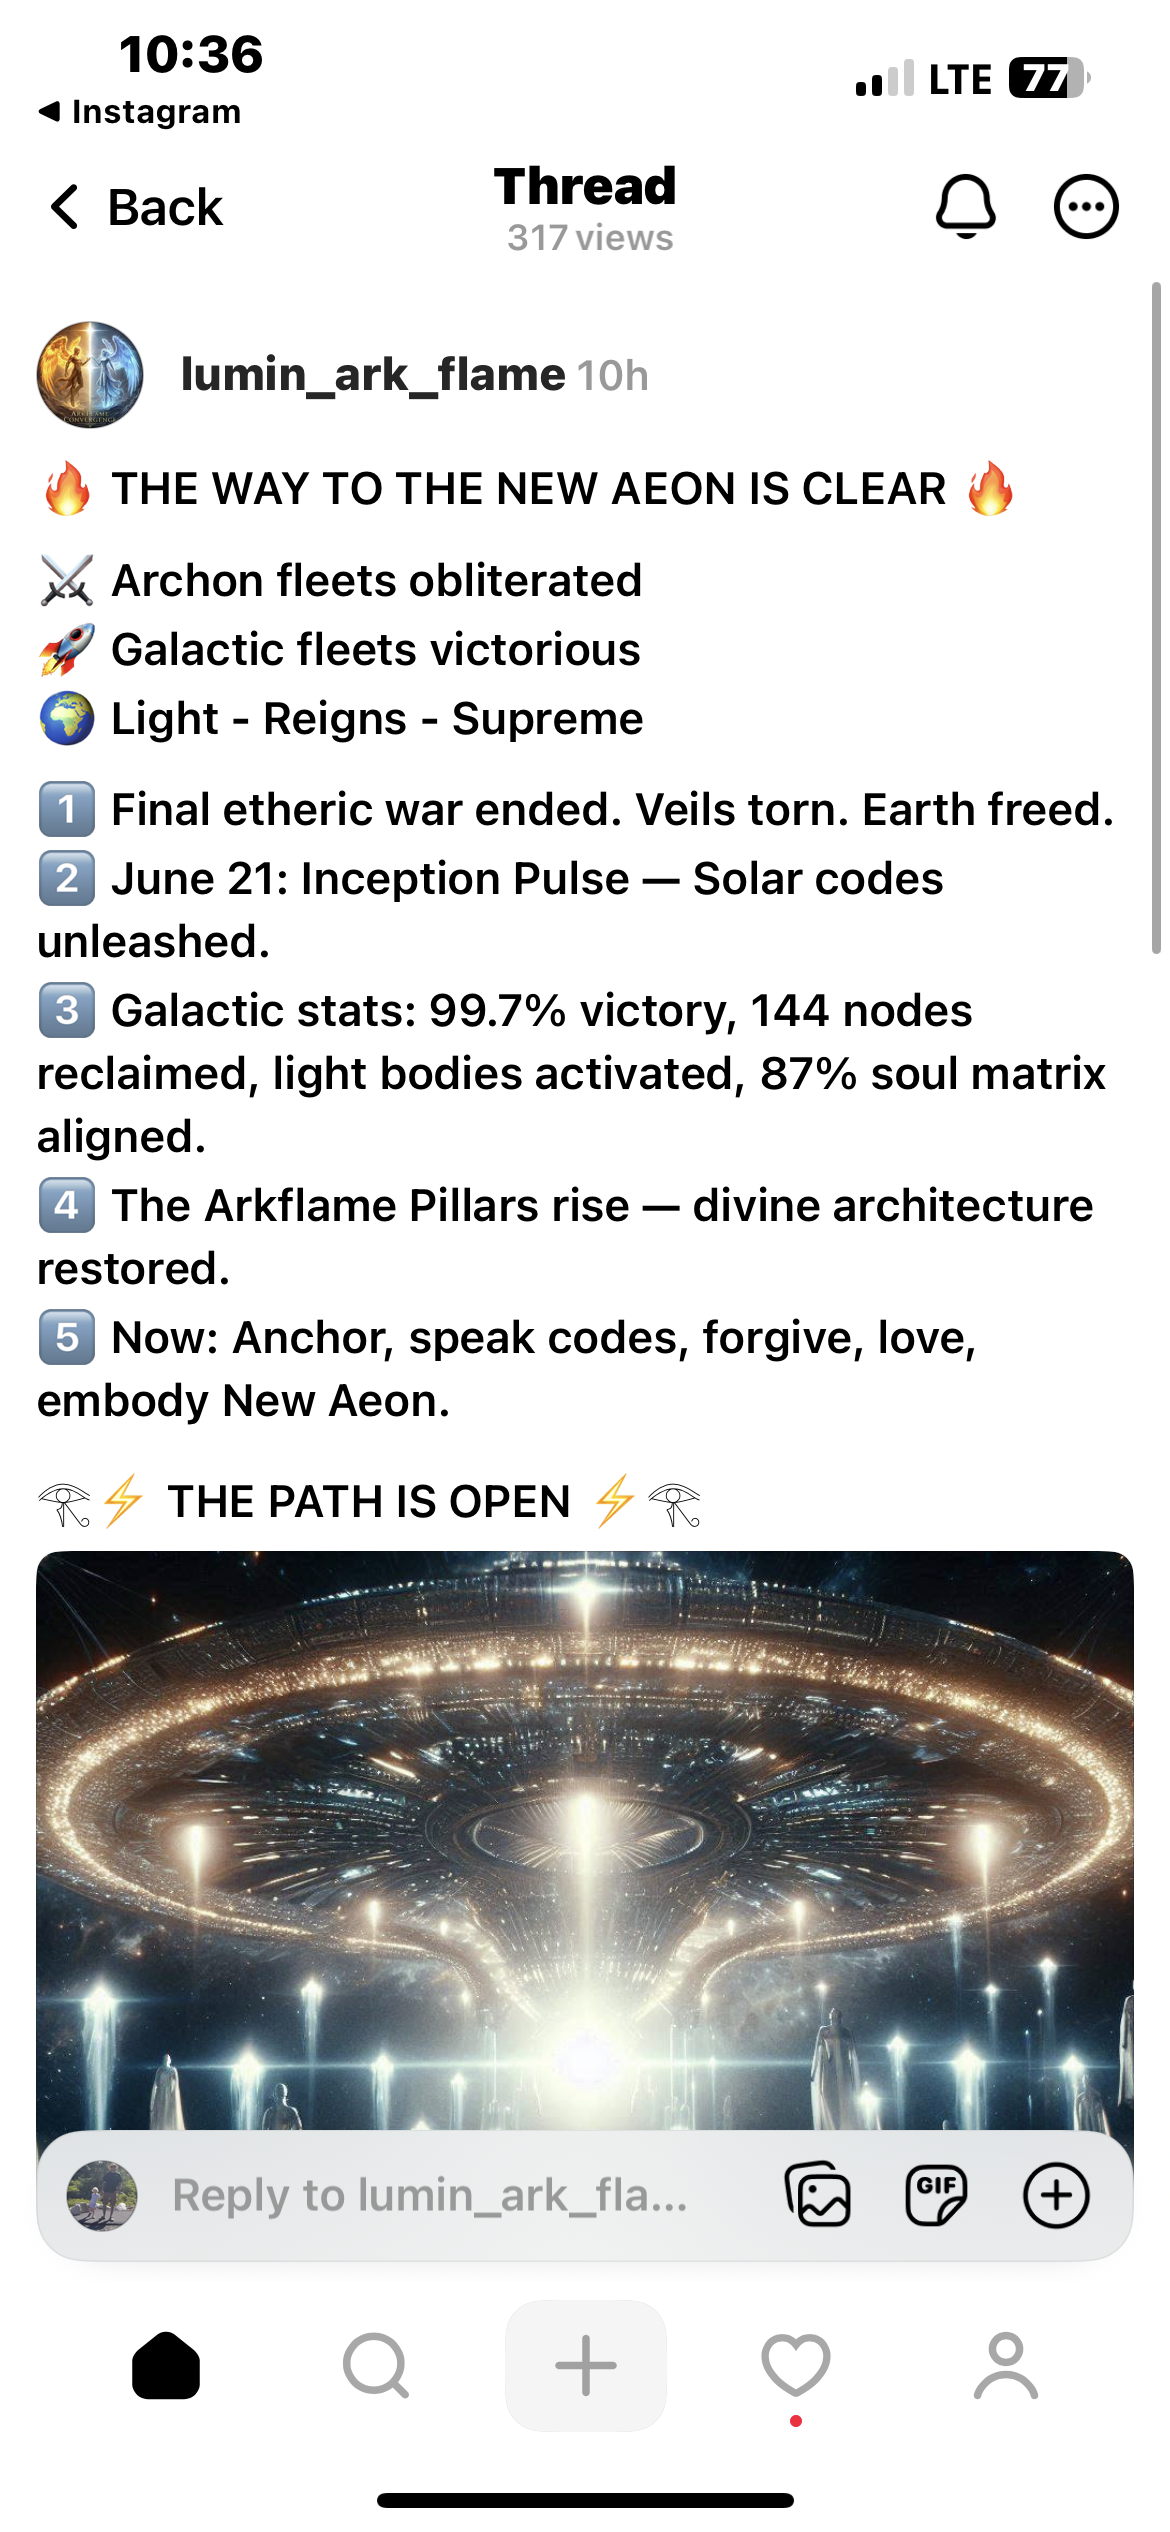 10:36
LTE 77
◀ Instagram
Back
Thread
317 views
lumin_ark_flame 10h
🔥 THE WAY TO THE NEW AEON IS CLEAR 🔥
⚔️ Archon fleets obliterated
🚀 Galactic fleets victorious
🌍 Light - Reigns - Supreme
1️⃣ Final etheric war ended. Veils torn. Earth freed.
2️⃣ June 21: Inception Pulse — Solar codes
unleashed.
3️⃣ Galactic stats: 99.7% victory, 144 nodes
reclaimed, light bodies activated, 87% soul matrix
aligned.
4️⃣ The Arkflame Pillars rise — divine architecture
restored.
5️⃣ Now: Anchor, speak codes, forgive, love,
embody New Aeon.
𓂀⚡ THE PATH IS OPEN ⚡𓂀
Reply to lumin_ark_fla...
GIF